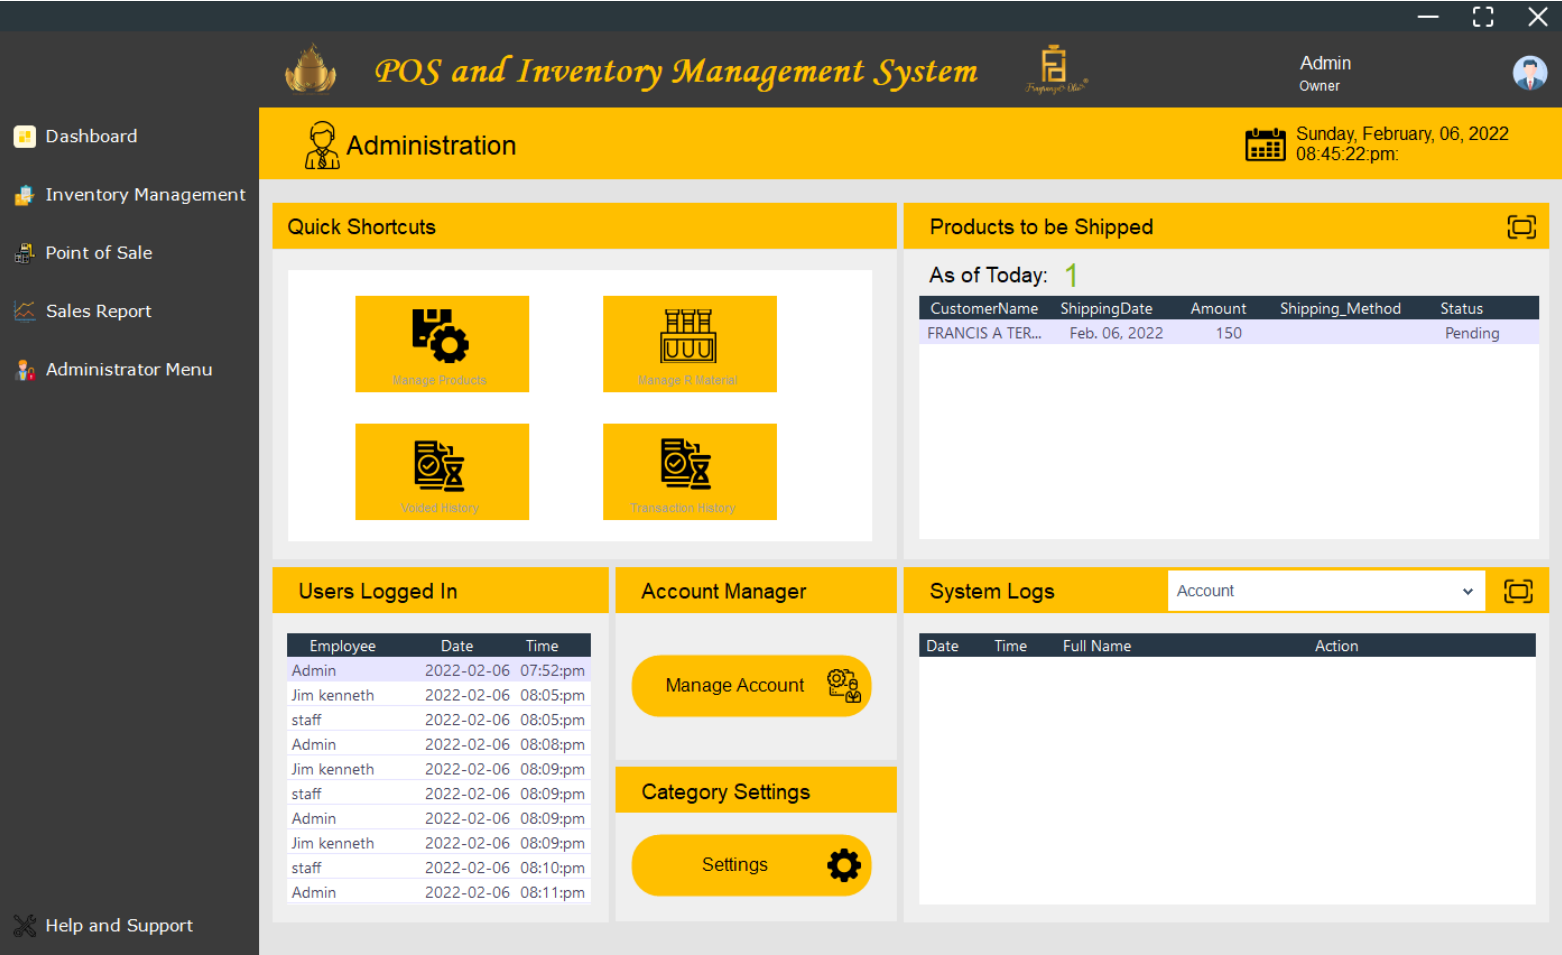 POS and Inventory Management System
Fragranza Olio
Admin
Owner
Dashboard
Inventory Management
Point of Sale
Sales Report
Administrator Menu
Help and Support
Administration
Sunday, February, 06, 2022
08:45:22:pm:
Quick Shortcuts
Manage Products
Manage R Material
Voided History
Transaction History
Products to be Shipped
As of Today: 1
CustomerName ShippingDate Amount Shipping_Method Status
FRANCIS A TER... Feb. 06, 2022 150 Pending
Users Logged In
Employee Date Time
Admin 2022-02-06 07:52:pm
Jim kenneth 2022-02-06 08:05:pm
staff 2022-02-06 08:05:pm
Admin 2022-02-06 08:08:pm
Jim kenneth 2022-02-06 08:09:pm
staff 2022-02-06 08:09:pm
Admin 2022-02-06 08:09:pm
Jim kenneth 2022-02-06 08:09:pm
staff 2022-02-06 08:10:pm
Admin 2022-02-06 08:11:pm
Account Manager
Manage Account
Category Settings
Settings
System Logs
Account
Date Time Full Name Action